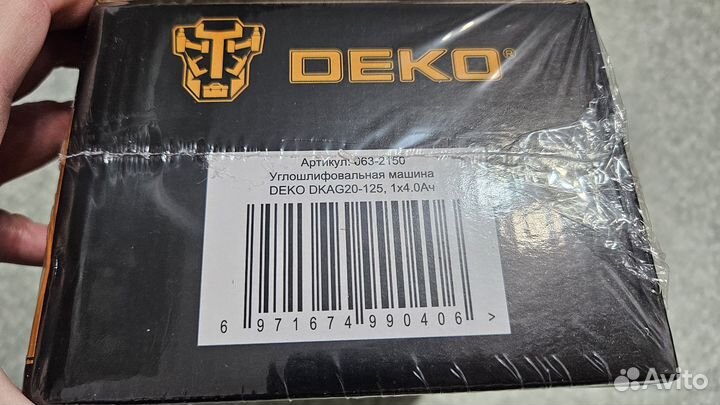 DEKO®
Артикул: 063-2150
Углошлифовальная машина
DEKO DKAG20-125, 1x4.0Ач
6 971674 990406 >
Avito